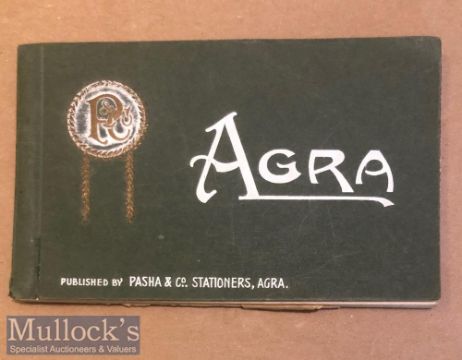 AGRA
PUBLISHED BY PASHA & CO. STATIONERS, AGRA.
Mullock's
Specialist Auctioneers & Valuers